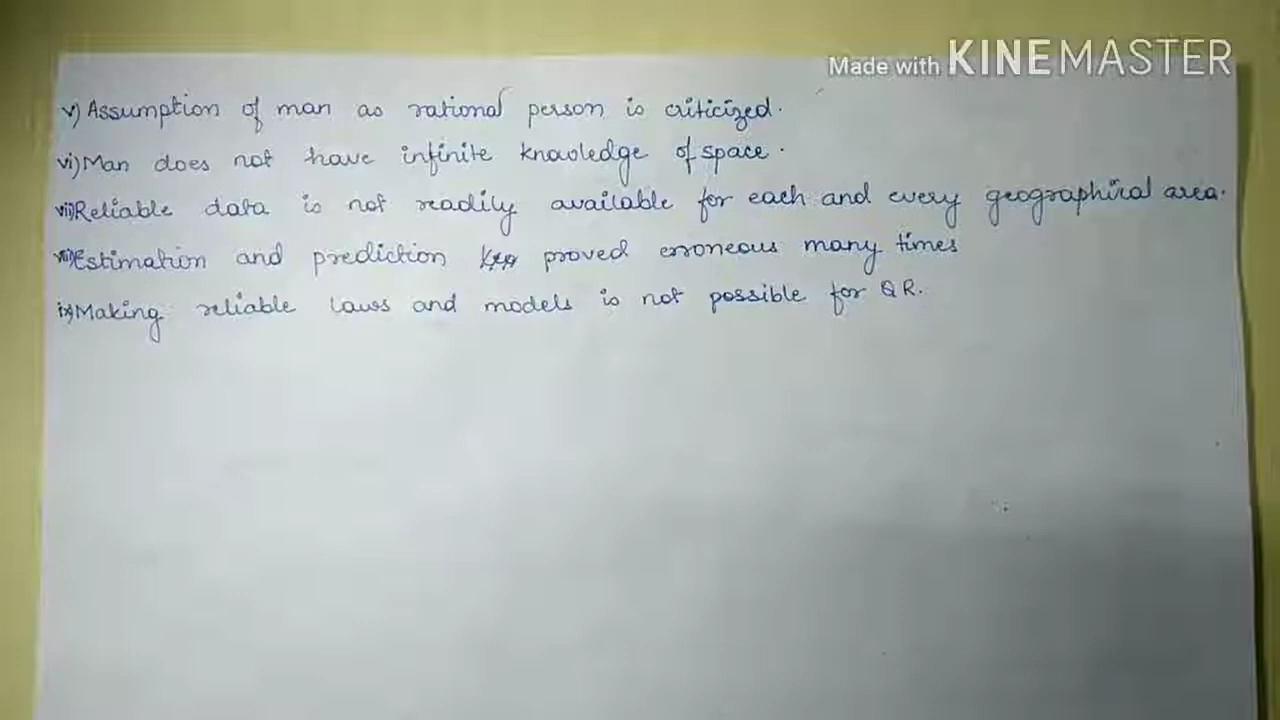 Made with KINEMASTER
v) Assumption of man as rational person is criticized.
vi) Man does not have infinite knowledge of space.
vii) Reliable data is not readily available for each and every geographical area.
viii) Estimation and prediction proved erroneous many times
ix) Making reliable laws and models is not possible for QR.